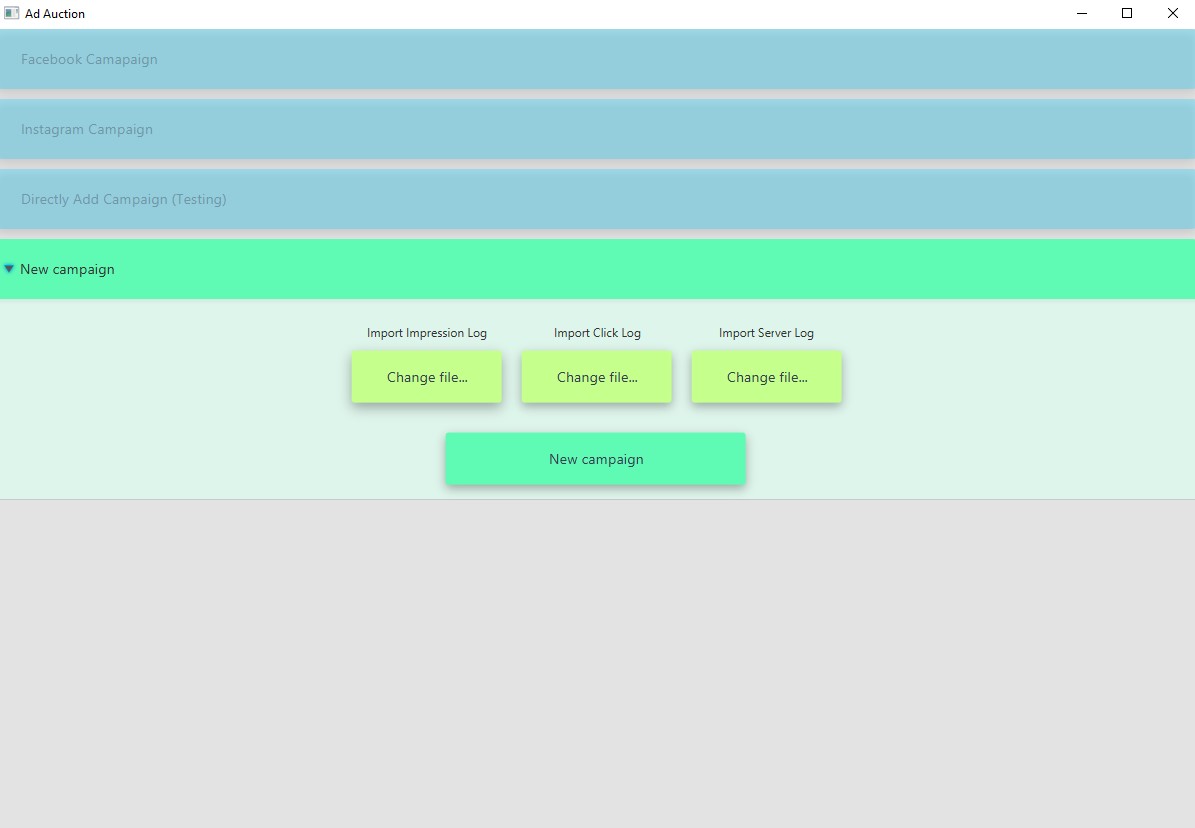 Ad Auction
Facebook Camapaign
Instagram Campaign
Directly Add Campaign (Testing)
New campaign
Import Impression Log Import Click Log Import Server Log
Change file... Change file... Change file...
New campaign